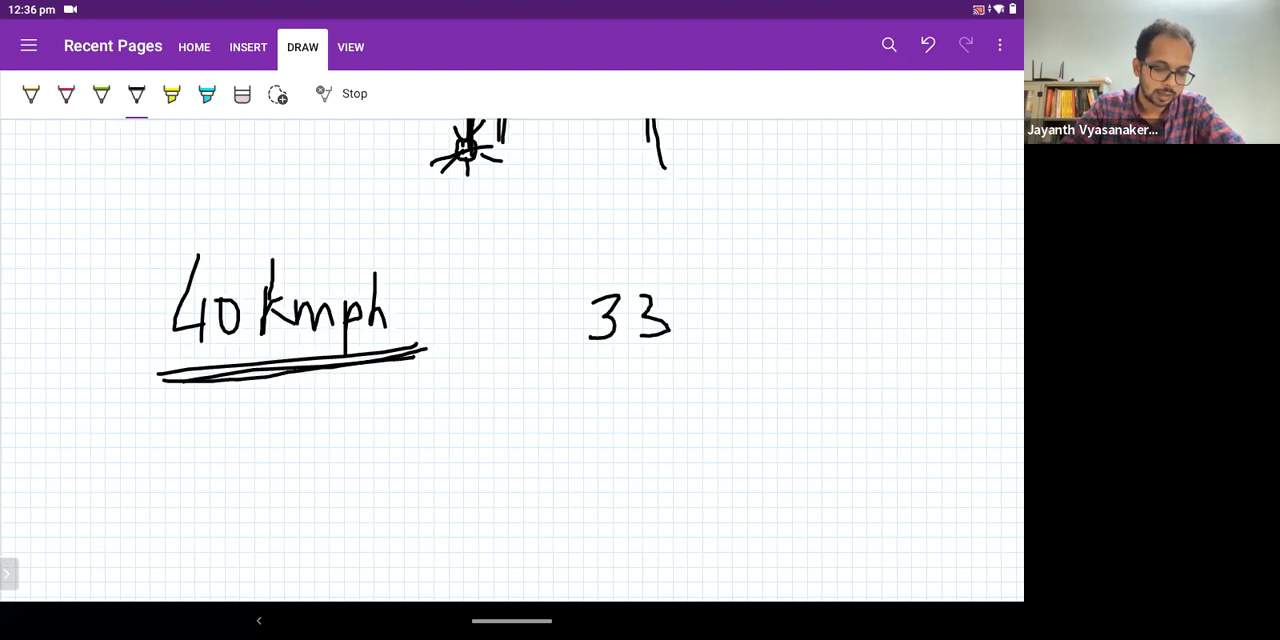 12:36 pm
Recent Pages HOME INSERT DRAW VIEW
Stop
Jayanth Vyasanaker...
40 kmph 33